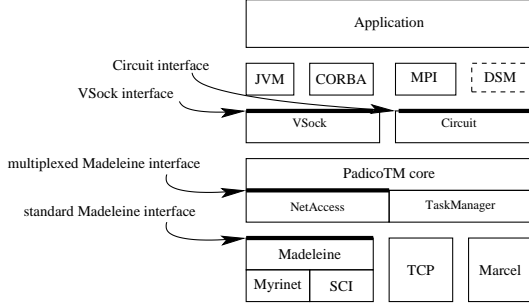 Application
Circuit interface
JVM CORBA MPI DSM
VSock interface
VSock Circuit
multiplexed Madeleine interface
PadicoTM core
NetAccess TaskManager
standard Madeleine interface
Madeleine
TCP Marcel
Myrinet SCI